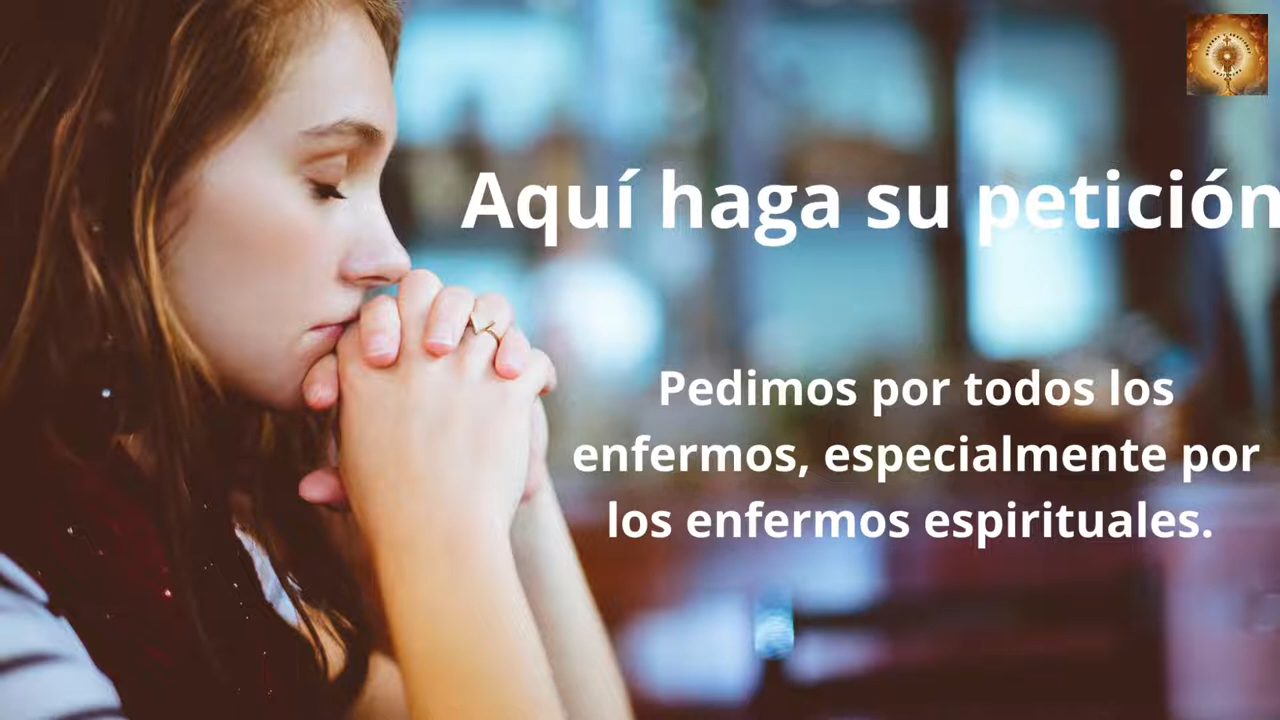 Aquí haga su petición
Pedimos por todos los
enfermos, especialmente por
los enfermos espirituales.